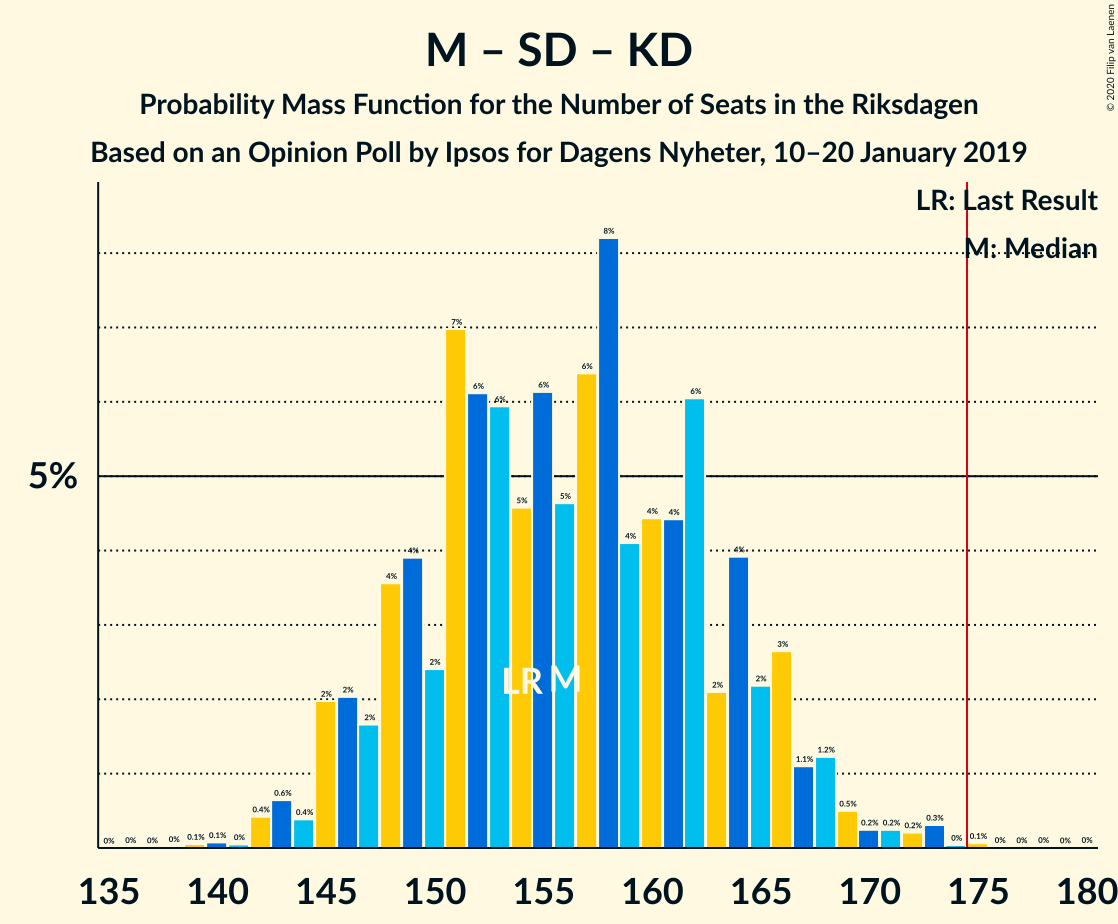 M – SD – KD
Probability Mass Function for the Number of Seats in the Riksdagen
Based on an Opinion Poll by Ipsos for Dagens Nyheter, 10–20 January 2019
© 2020 Filip van Laenen
LR: Last Result
M: Median
5%
0% 0% 0% 0% 0.1% 0.1% 0% 0.4% 0.6% 0.4% 2% 2% 2% 4% 4% 2% 7% 6% 6% 5% 6% 5% 6% 8% 4% 4% 4% 6% 2% 4% 2% 3% 1.1% 1.2% 0.5% 0.2% 0.2% 0.2% 0.3% 0% 0.1% 0% 0% 0% 0% 0%
LR M
135 140 145 150 155 160 165 170 175 180